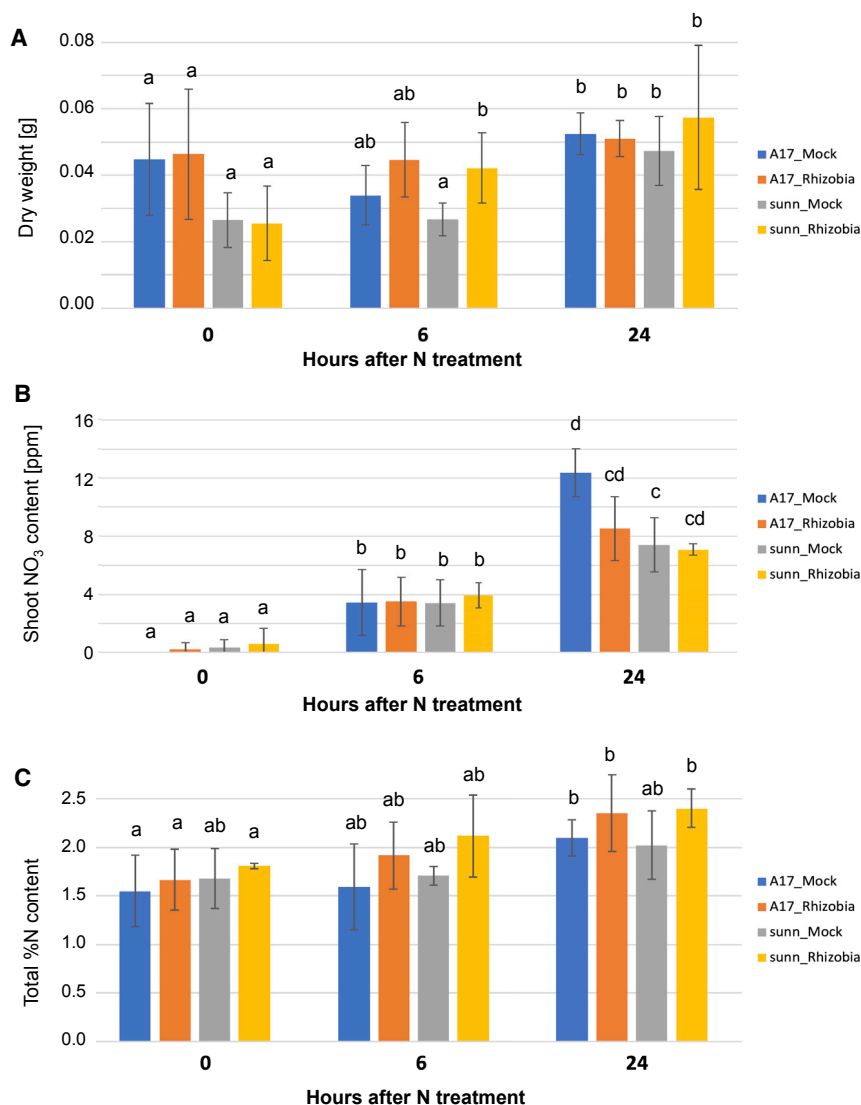 A
Dry weight [g]
0.08
0.06
0.04
0.02
0.00
a a a a
ab ab a b
b b b b
0 6 24
Hours after N treatment
A17_Mock
A17_Rhizobia
sunn_Mock
sunn_Rhizobia
B
Shoot NO3 content [ppm]
16
12
8
4
0
a a a a
b b b b
d cd c cd
0 6 24
Hours after N treatment
A17_Mock
A17_Rhizobia
sunn_Mock
sunn_Rhizobia
C
Total %N content
2.5
2.0
1.5
1.0
0.5
0.0
a a ab a
ab ab ab ab
b b ab b
0 6 24
Hours after N treatment
A17_Mock
A17_Rhizobia
sunn_Mock
sunn_Rhizobia